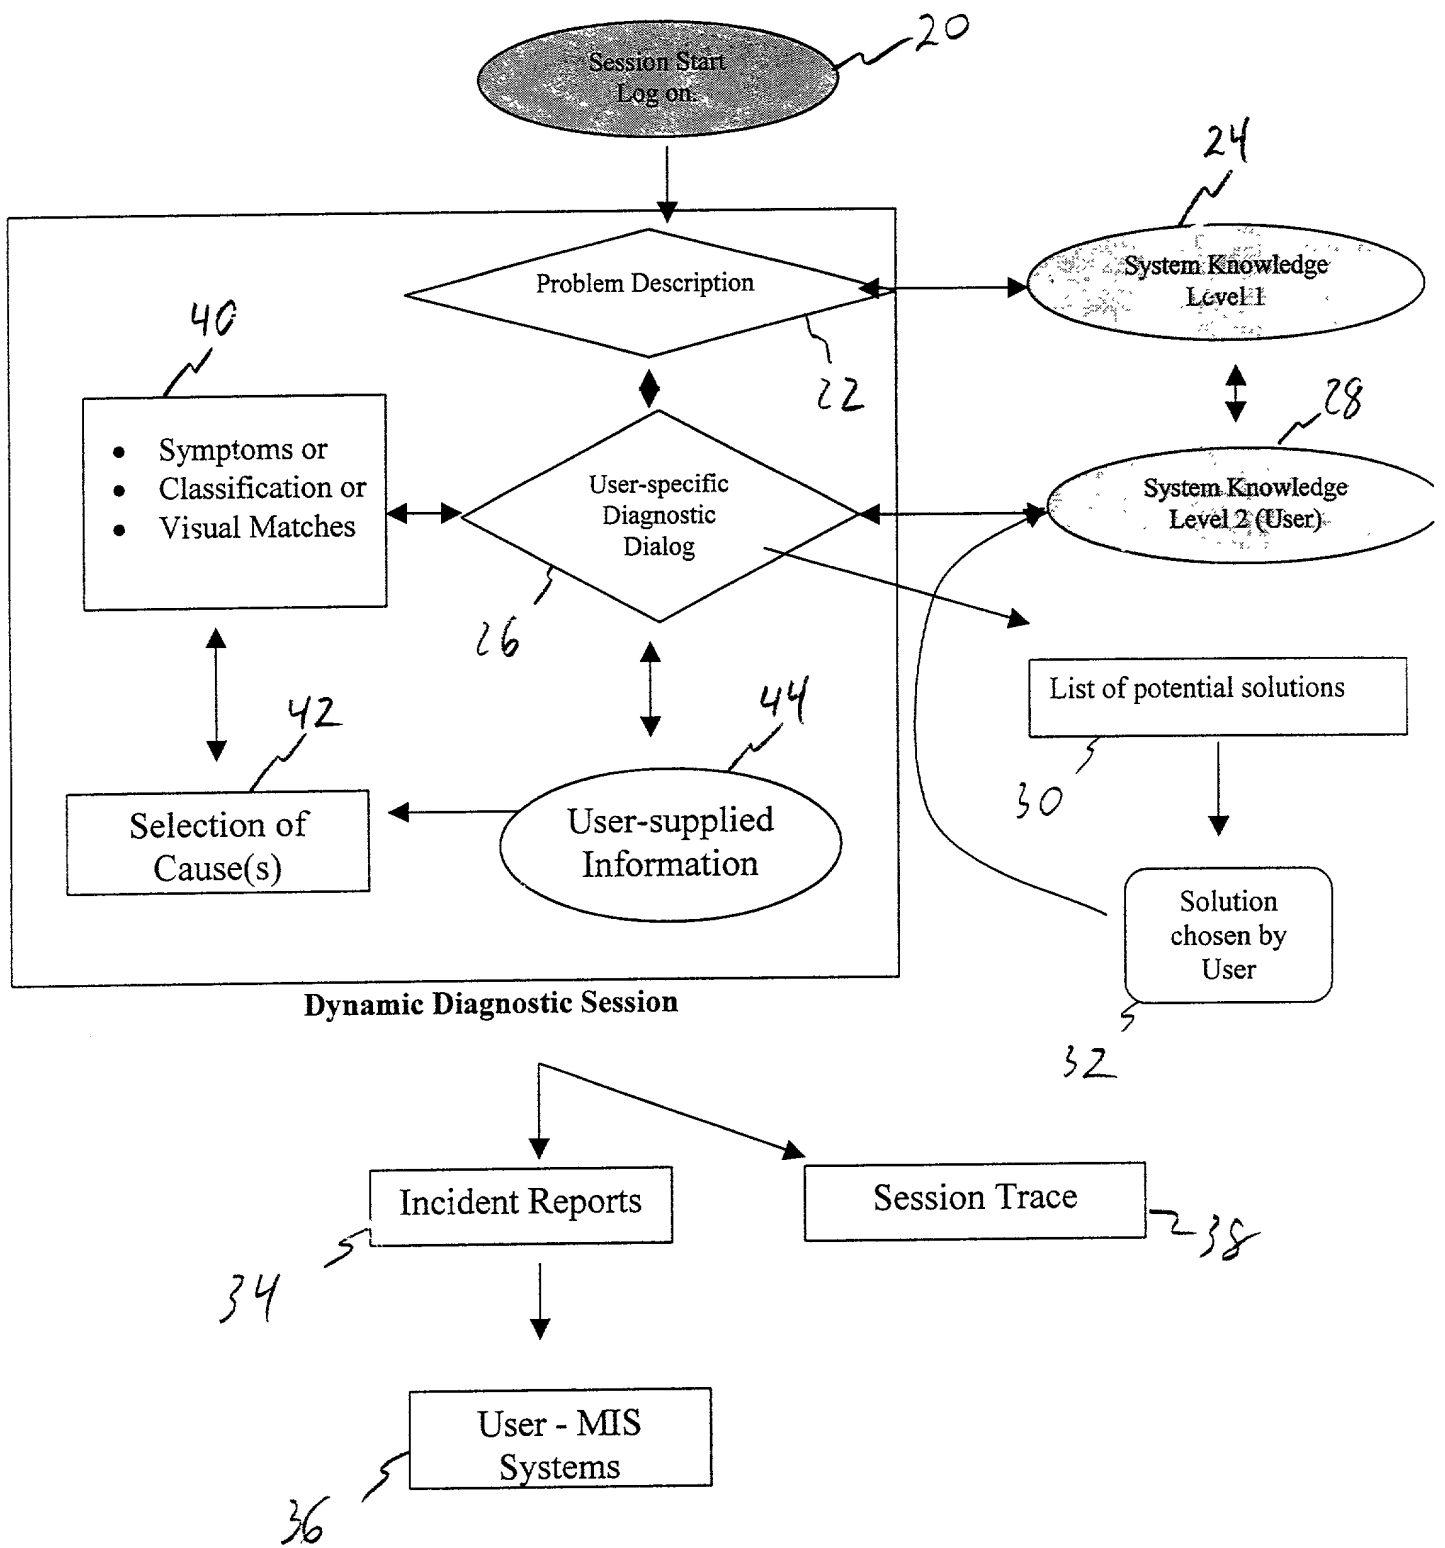 Session Start
Log on.
20
24
System Knowledge
Level 1
Problem Description
22
40
28
• Symptoms or
• Classification or
• Visual Matches
User-specific
Diagnostic
Dialog
26
System Knowledge
Level 2 (User)
List of potential solutions
30
42
44
Selection of
Cause(s)
User-supplied
Information
Solution
chosen by
User
32
Dynamic Diagnostic Session
Incident Reports
34
Session Trace
38
User - MIS
Systems
36